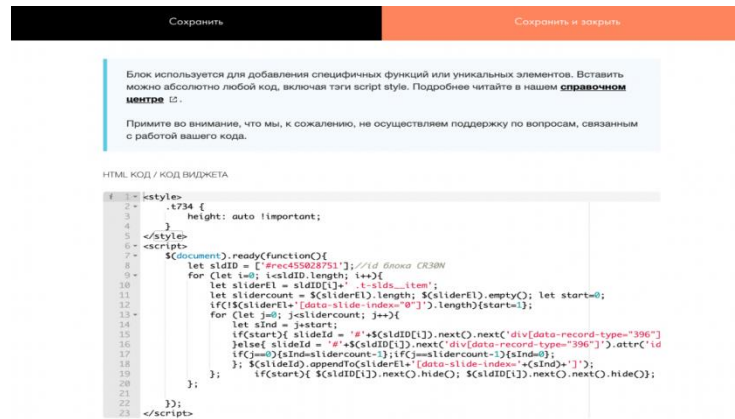 Сохранить
Сохранить и закрыть
Блок используется для добавления специфичных функций или уникальных элементов. Вставить
можно абсолютно любой код, включая тэги script style. Подробнее читайте в нашем справочном
центре
Примите во внимание, что мы, к сожалению, не осуществляем поддержку по вопросам, связанным
с работой вашего кода.
HTML КОД / КОД ВИДЖЕТА
i 1 <style>
2 .t734 {
3 height: auto !important;
4 }
5 </style>
6 <script>
7 $(document).ready(function(){
8 let sldID = ['#rec455028751'];//id блока CR30N
9 for (let i=0; i<sldID.length; i++){
10 let sliderEl = sldID[i]+' .t-slds__item';
11 let slidercount = $(sliderEl).length; $(sliderEl).empty(); let start=0;
12 if(!$(sliderEl+'[data-slide-index="0"]').length){start=1};
13 for (let j=0; j<slidercount; j++){
14 let sInd = j+start;
15 if(start){ slideId = '#'+$(sldID[i]).next().next('div[data-record-type="396"]
16 }else{ slideId = '#'+$(sldID[i]).next('div[data-record-type="396"]').attr('id
17 if(j==0){sInd=slidercount-1};if(j==slidercount-1){sInd=0};
18 }; $(slideId).appendTo(sliderEl+'[data-slide-index='+(sInd)+']');
19 }; if(start){ $(sldID[i]).next().hide(); $(sldID[i]).next().next().hide()};
20 };
21
22 });
23 </script>